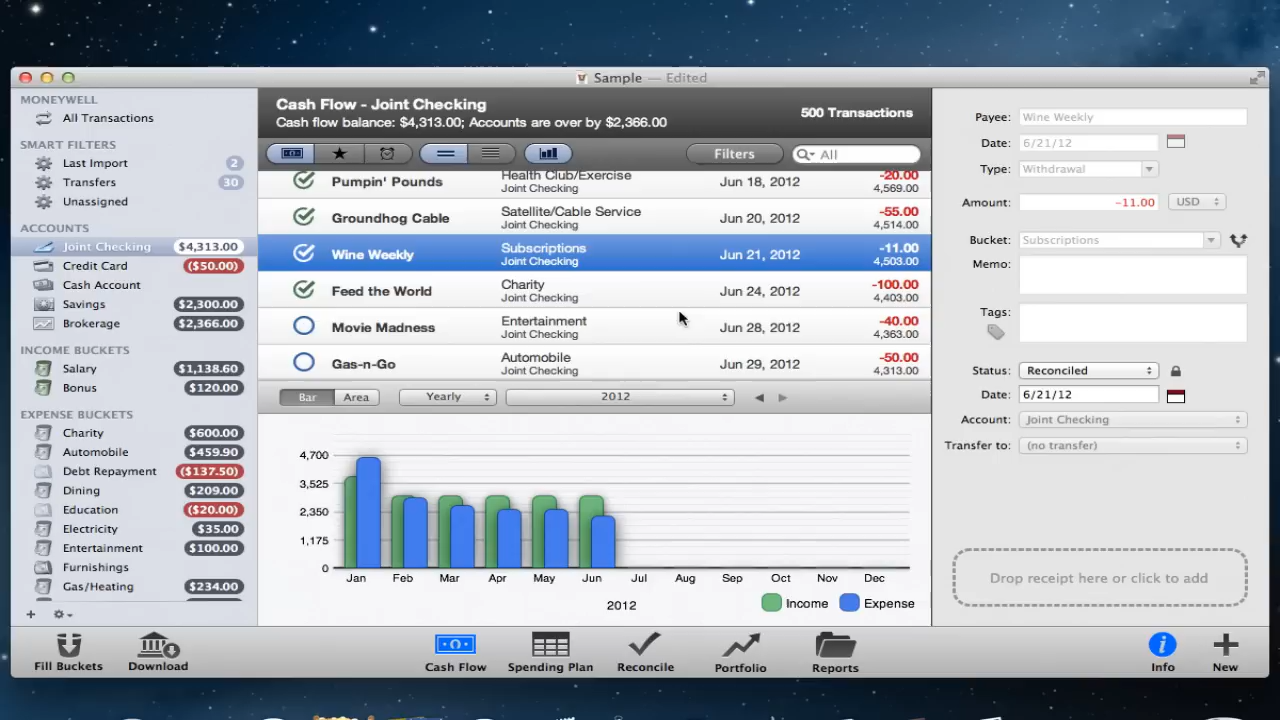 Sample — Edited
MONEYWELL
All Transactions
SMART FILTERS
Last Import 2
Transfers 30
Unassigned
ACCOUNTS
Joint Checking $4,313.00
Credit Card ($50.00)
Cash Account
Savings $2,300.00
Brokerage $2,366.00
INCOME BUCKETS
Salary $1,138.60
Bonus $120.00
EXPENSE BUCKETS
Charity $600.00
Automobile $459.90
Debt Repayment ($137.50)
Dining $209.00
Education ($20.00)
Electricity $35.00
Entertainment $100.00
Furnishings
Gas/Heating $234.00
Cash Flow - Joint Checking
Cash flow balance: $4,313.00; Accounts are over by $2,366.00
500 Transactions
Filters
All
Pumpin' Pounds Health Club/Exercise Jun 18, 2012 -20.00
Joint Checking 4,569.00
Groundhog Cable Satellite/Cable Service Jun 20, 2012 -55.00
Joint Checking 4,514.00
Wine Weekly Subscriptions Jun 21, 2012 -11.00
Joint Checking 4,503.00
Feed the World Charity Jun 24, 2012 -100.00
Joint Checking 4,403.00
Movie Madness Entertainment Jun 28, 2012 -40.00
Joint Checking 4,363.00
Gas-n-Go Automobile Jun 29, 2012 -50.00
Joint Checking 4,313.00
Bar Area Yearly 2012
4,700
3,525
2,350
1,175
0
Jan Feb Mar Apr May Jun Jul Aug Sep Oct Nov Dec
2012
Income Expense
Payee: Wine Weekly
Date: 6/21/12
Type: Withdrawal
Amount: -11.00 USD
Bucket: Subscriptions
Memo:
Tags:
Status: Reconciled
Date: 6/21/12
Account: Joint Checking
Transfer to: (no transfer)
Drop receipt here or click to add
Fill Buckets
Download
Cash Flow
Spending Plan
Reconcile
Portfolio
Reports
Info
New